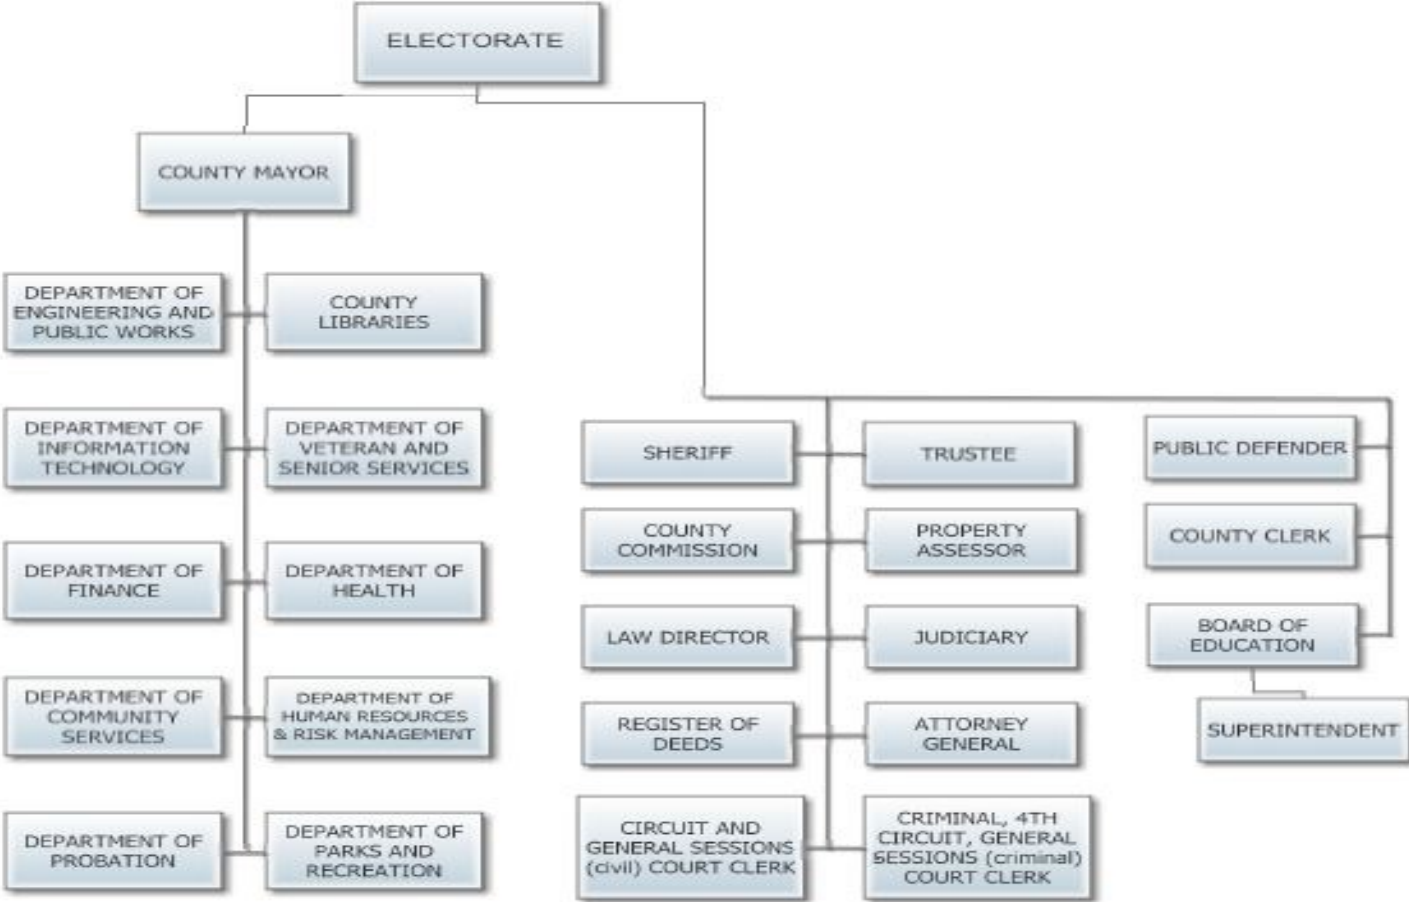 ELECTORATE
COUNTY MAYOR
DEPARTMENT OF
ENGINEERING AND
PUBLIC WORKS
COUNTY
LIBRARIES
DEPARTMENT OF
INFORMATION
TECHNOLOGY
DEPARTMENT OF
VETERAN AND
SENIOR SERVICES
DEPARTMENT OF
FINANCE
DEPARTMENT OF
HEALTH
DEPARTMENT OF
COMMUNITY
SERVICES
DEPARTMENT OF
HUMAN RESOURCES
& RISK MANAGEMENT
DEPARTMENT OF
PROBATION
DEPARTMENT OF
PARKS AND
RECREATION
SHERIFF
TRUSTEE
COUNTY
COMMISSION
PROPERTY
ASSESSOR
LAW DIRECTOR
JUDICIARY
REGISTER OF
DEEDS
ATTORNEY
GENERAL
CIRCUIT AND
GENERAL SESSIONS
(civil) COURT CLERK
CRIMINAL, 4TH
CIRCUIT, GENERAL
SESSIONS (criminal)
COURT CLERK
PUBLIC DEFENDER
COUNTY CLERK
BOARD OF
EDUCATION
SUPERINTENDENT